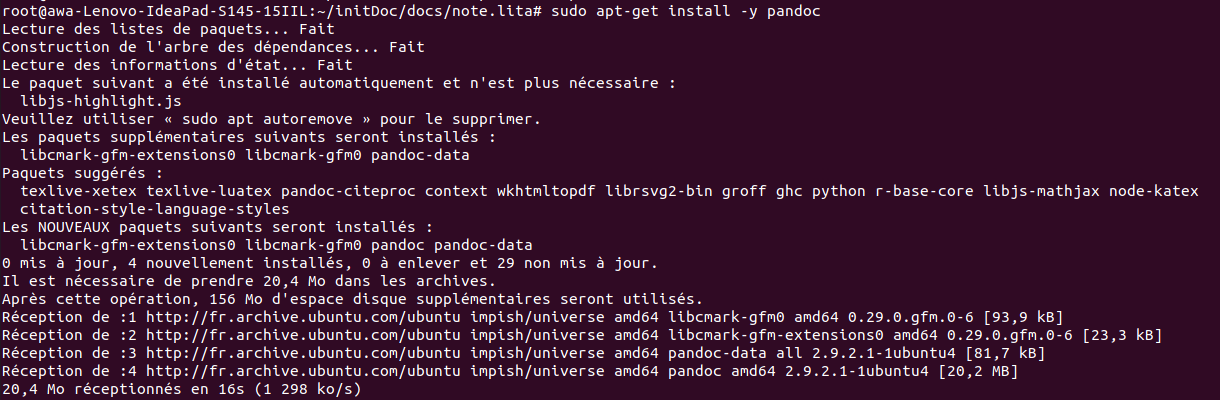 root@awa-Lenovo-IdeaPad-S145-15IIL:~/initDoc/docs/note.lita# sudo apt-get install -y pandoc
Lecture des listes de paquets... Fait
Construction de l'arbre des dépendances... Fait
Lecture des informations d'état... Fait
Le paquet suivant a été installé automatiquement et n'est plus nécessaire :
  libjs-highlight.js
Veuillez utiliser « sudo apt autoremove » pour le supprimer.
Les paquets supplémentaires suivants seront installés :
  libcmark-gfm-extensions0 libcmark-gfm0 pandoc-data
Paquets suggérés :
  texlive-xetex texlive-luatex pandoc-citeproc context wkhtmltopdf librsvg2-bin groff ghc python r-base-core libjs-mathjax node-katex
  citation-style-language-styles
Les NOUVEAUX paquets suivants seront installés :
  libcmark-gfm-extensions0 libcmark-gfm0 pandoc pandoc-data
0 mis à jour, 4 nouvellement installés, 0 à enlever et 29 non mis à jour.
Il est nécessaire de prendre 20,4 Mo dans les archives.
Après cette opération, 156 Mo d'espace disque supplémentaires seront utilisés.
Réception de :1 http://fr.archive.ubuntu.com/ubuntu impish/universe amd64 libcmark-gfm0 amd64 0.29.0.gfm.0-6 [93,9 kB]
Réception de :2 http://fr.archive.ubuntu.com/ubuntu impish/universe amd64 libcmark-gfm-extensions0 amd64 0.29.0.gfm.0-6 [23,3 kB]
Réception de :3 http://fr.archive.ubuntu.com/ubuntu impish/universe amd64 pandoc-data all 2.9.2.1-1ubuntu4 [81,7 kB]
Réception de :4 http://fr.archive.ubuntu.com/ubuntu impish/universe amd64 pandoc amd64 2.9.2.1-1ubuntu4 [20,2 MB]
20,4 Mo réceptionnés en 16s (1 298 ko/s)